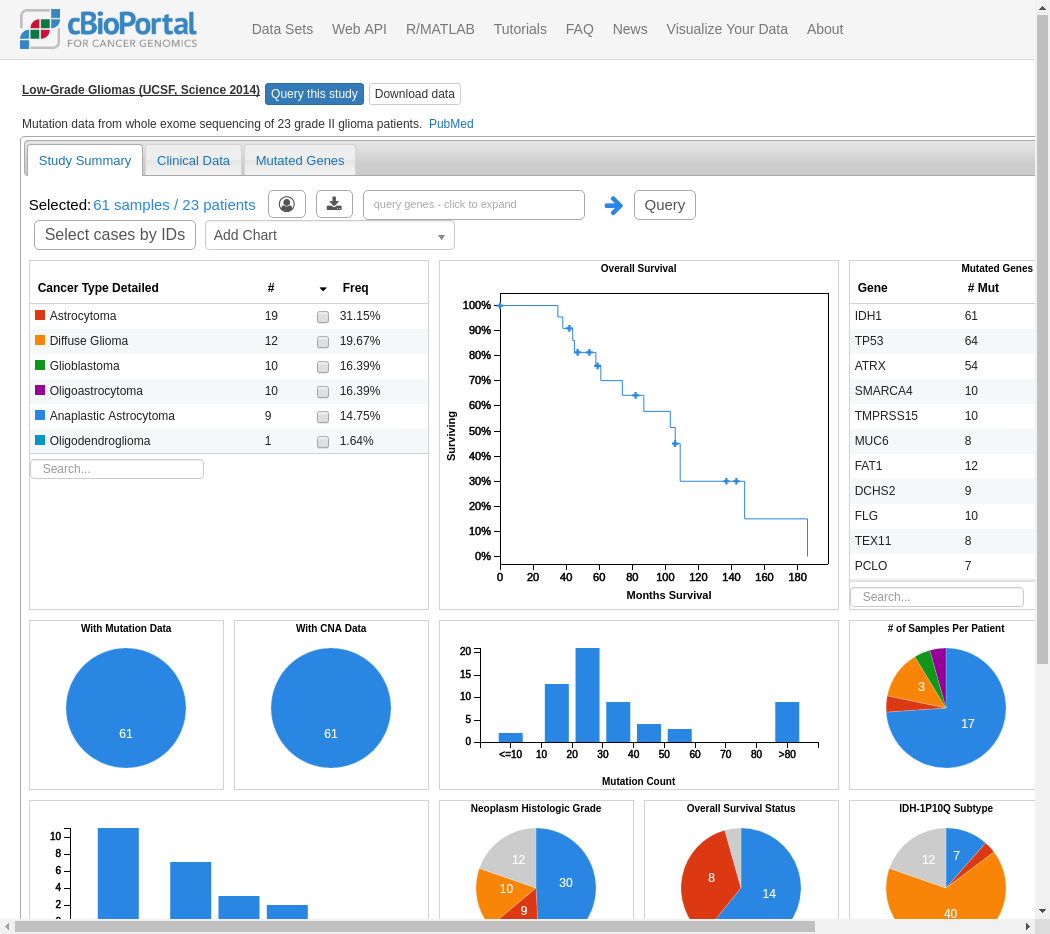 cBioPortal
FOR CANCER GENOMICS
Data Sets Web API R/MATLAB Tutorials FAQ News Visualize Your Data About
Low-Grade Gliomas (UCSF, Science 2014) Query this study Download data
Mutation data from whole exome sequencing of 23 grade II glioma patients. PubMed
Study Summary Clinical Data Mutated Genes
Selected: 61 samples / 23 patients query genes - click to expand Query
Select cases by IDs Add Chart
Cancer Type Detailed # Freq
Astrocytoma 19 31.15%
Diffuse Glioma 12 19.67%
Glioblastoma 10 16.39%
Oligoastrocytoma 10 16.39%
Anaplastic Astrocytoma 9 14.75%
Oligodendroglioma 1 1.64%
Search...
Overall Survival
100%
90%
80%
70%
60%
50%
40%
30%
20%
10%
0%
Surviving
0 20 40 60 80 100 120 140 160 180
Months Survival
Mutated Genes
Gene # Mut
IDH1 61
TP53 64
ATRX 54
SMARCA4 10
TMPRSS15 10
MUC6 8
FAT1 12
DCHS2 9
FLG 10
TEX11 8
PCLO 7
Search...
With Mutation Data
61
With CNA Data
61
20
15
10
5
0
<=10 10 20 30 40 50 60 70 80 >80
Mutation Count
# of Samples Per Patient
3
17
10
8
6
4
2
0
Neoplasm Histologic Grade
12
30
10
9
Overall Survival Status
8
14
IDH-1P10Q Subtype
7
12
40